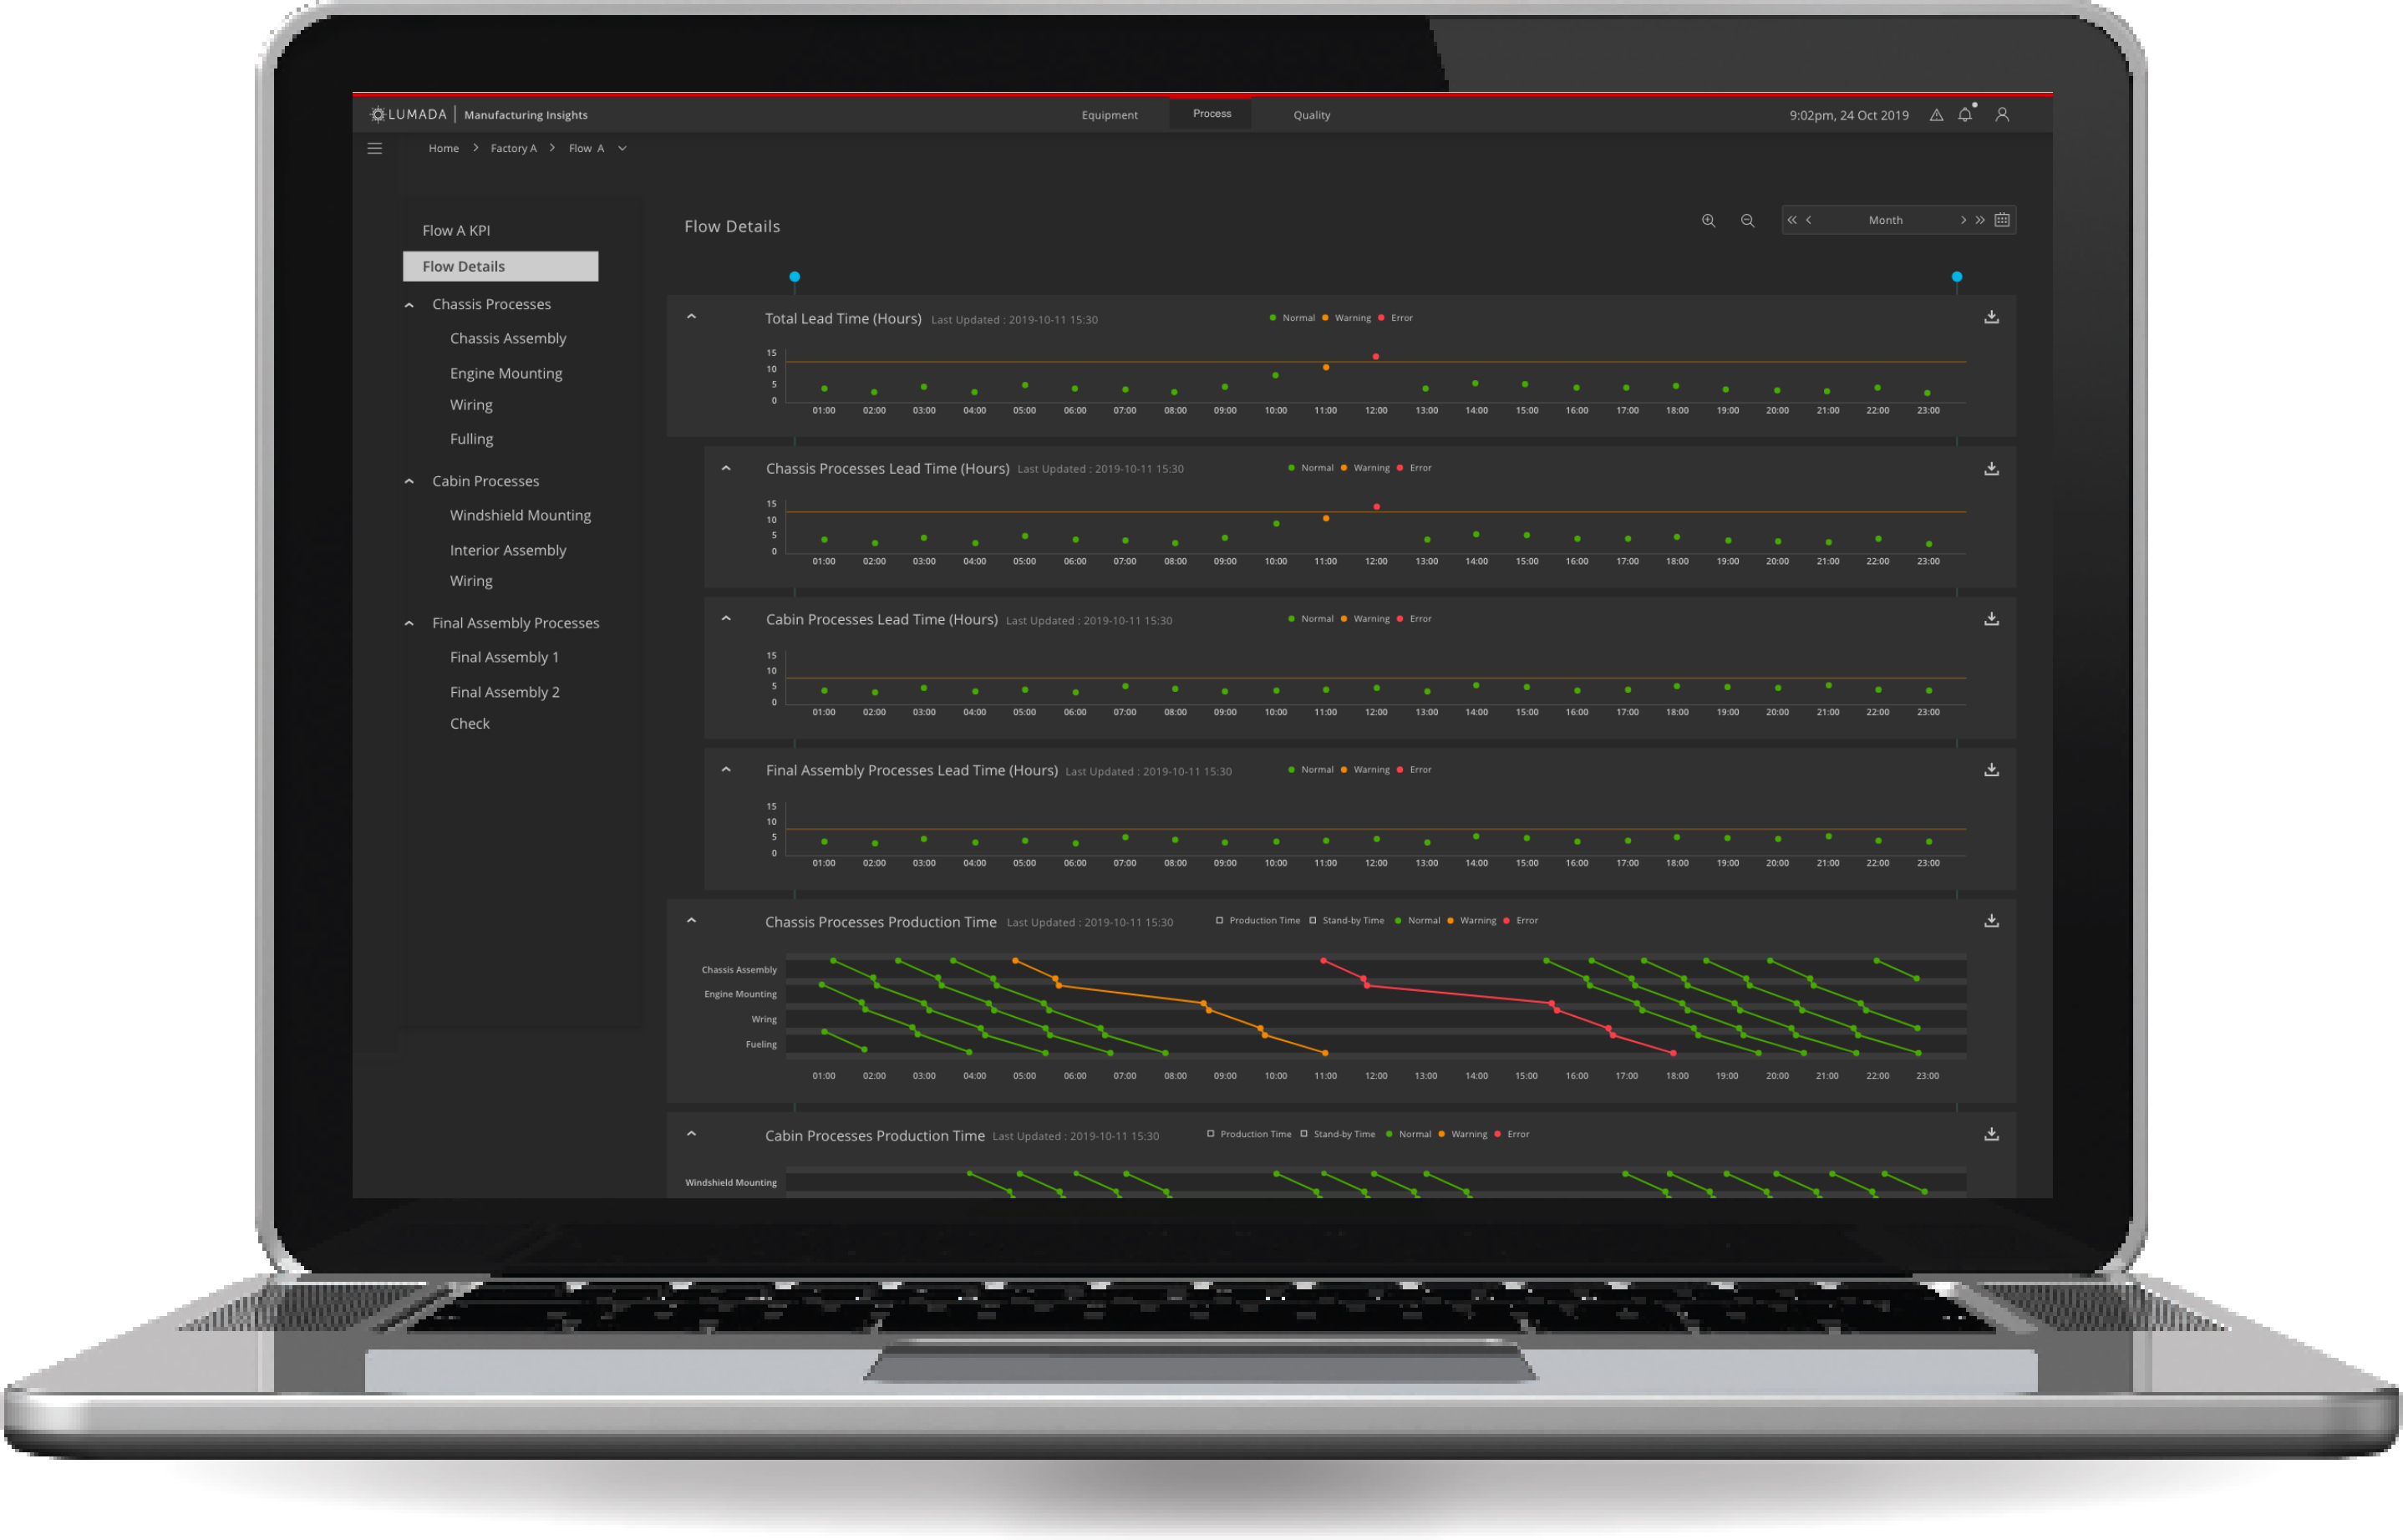 LUMADA | Manufacturing Insights
Equipment Process Quality
9:02pm, 24 Oct 2019
Home > Factory A > Flow A
Flow A KPI
Flow Details
Chassis Processes
Chassis Assembly
Engine Mounting
Wiring
Fulling
Cabin Processes
Windshield Mounting
Interior Assembly
Wiring
Final Assembly Processes
Final Assembly 1
Final Assembly 2
Check
Flow Details
Month
Total Lead Time (Hours) Last Updated : 2019-10-11 15:30 Normal Warning Error
15
10
5
0
01:00 02:00 03:00 04:00 05:00 06:00 07:00 08:00 09:00 10:00 11:00 12:00 13:00 14:00 15:00 16:00 17:00 18:00 19:00 20:00 21:00 22:00 23:00
Chassis Processes Lead Time (Hours) Last Updated : 2019-10-11 15:30 Normal Warning Error
15
10
5
0
01:00 02:00 03:00 04:00 05:00 06:00 07:00 08:00 09:00 10:00 11:00 12:00 13:00 14:00 15:00 16:00 17:00 18:00 19:00 20:00 21:00 22:00 23:00
Cabin Processes Lead Time (Hours) Last Updated : 2019-10-11 15:30 Normal Warning Error
15
10
5
0
01:00 02:00 03:00 04:00 05:00 06:00 07:00 08:00 09:00 10:00 11:00 12:00 13:00 14:00 15:00 16:00 17:00 18:00 19:00 20:00 21:00 22:00 23:00
Final Assembly Processes Lead Time (Hours) Last Updated : 2019-10-11 15:30 Normal Warning Error
15
10
5
0
01:00 02:00 03:00 04:00 05:00 06:00 07:00 08:00 09:00 10:00 11:00 12:00 13:00 14:00 15:00 16:00 17:00 18:00 19:00 20:00 21:00 22:00 23:00
Chassis Processes Production Time Last Updated : 2019-10-11 15:30 Production Time Stand-by Time Normal Warning Error
Chassis Assembly
Engine Mounting
Wring
Fueling
01:00 02:00 03:00 04:00 05:00 06:00 07:00 08:00 09:00 10:00 11:00 12:00 13:00 14:00 15:00 16:00 17:00 18:00 19:00 20:00 21:00 22:00 23:00
Cabin Processes Production Time Last Updated : 2019-10-11 15:30 Production Time Stand-by Time Normal Warning Error
Windshield Mounting